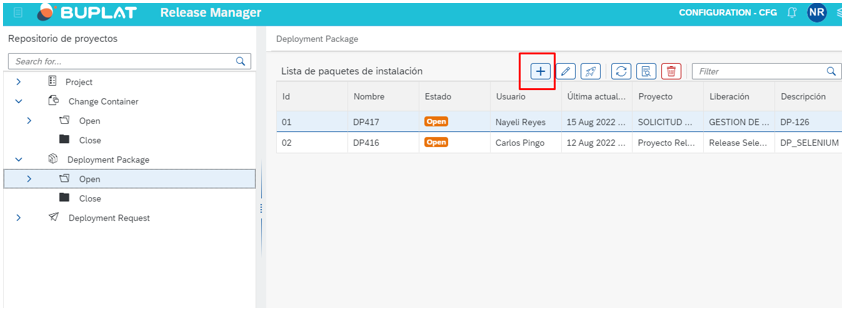 BUPLAT Release Manager CONFIGURATION - CFG NR
Repositorio de proyectos
Search for...
Project
Change Container
Open
Close
Deployment Package
Open
Close
Deployment Request
Deployment Package
Lista de paquetes de instalación
Filter
Id Nombre Estado Usuario Última actual... Proyecto Liberación Descripción
01 DP417 Open Nayeli Reyes 15 Aug 2022 ... SOLICITUD ... GESTION DE ... DP-126
02 DP416 Open Carlos Pingo 12 Aug 2022 ... Proyecto Rel... Release Sele... DP_SELENIUM